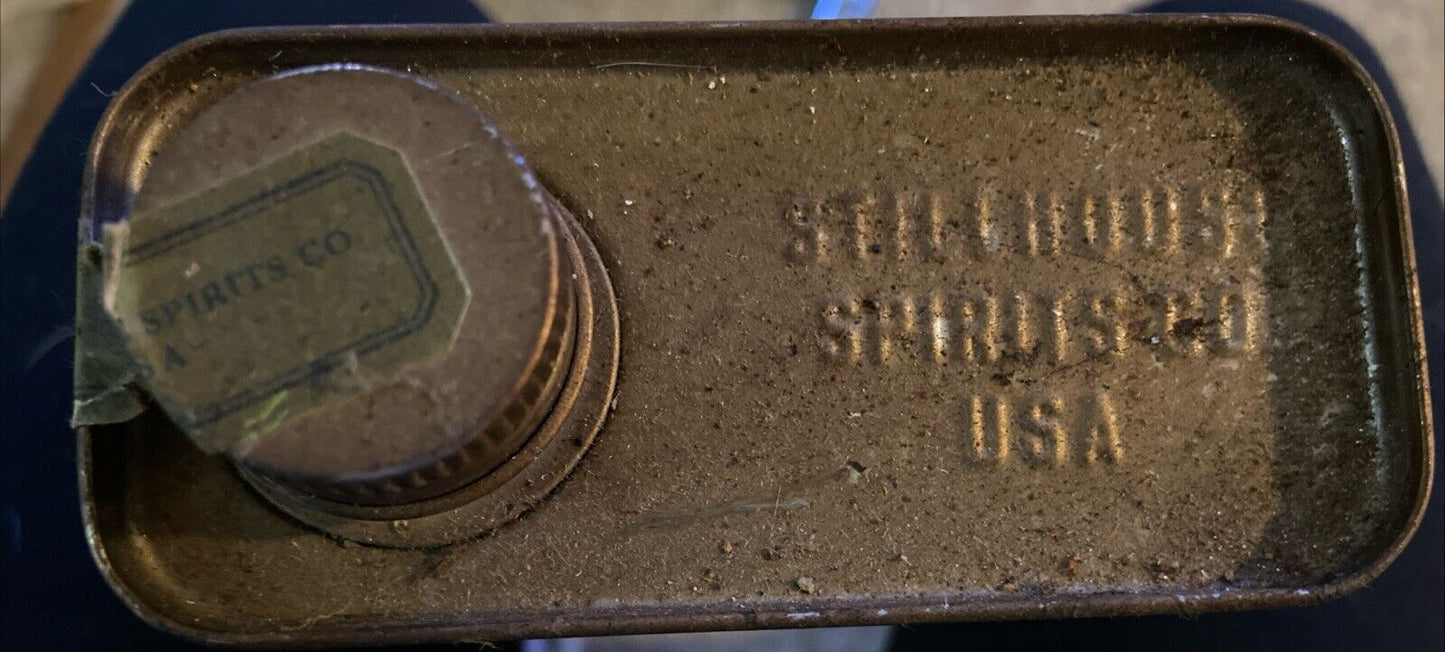 SPIRITS CO
A
STILLHOUSE
SPIRITS CO
USA